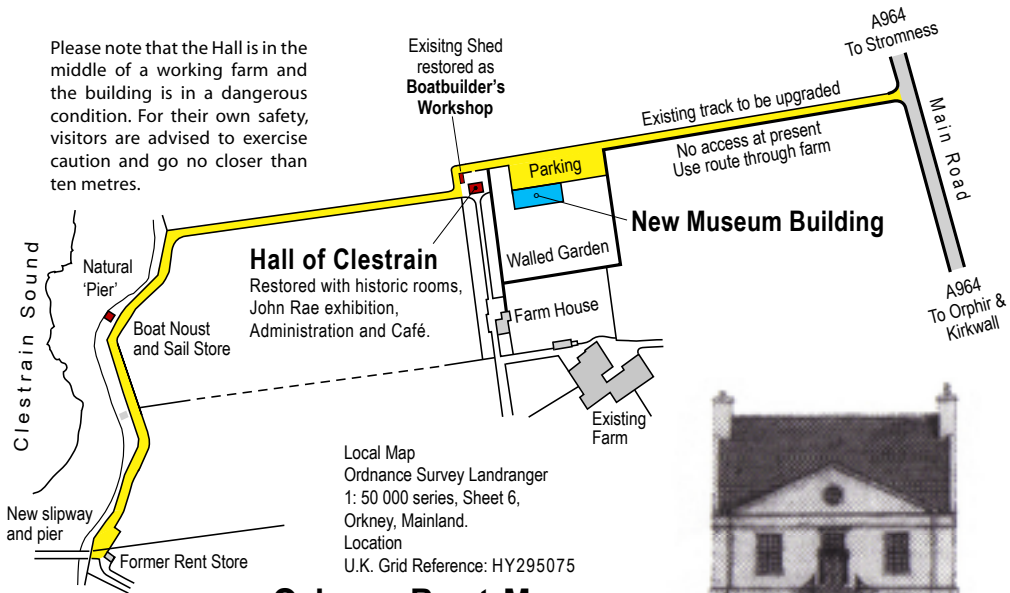 Please note that the Hall is in the
middle of a working farm and
the building is in a dangerous
condition. For their own safety,
visitors are advised to exercise
caution and go no closer than
ten metres.
Exisitng Shed
restored as
Boatbuilder's
Workshop
A964
To Stromness
Existing track to be upgraded
No access at present
Use route through farm
Main Road
Parking
New Museum Building
Walled Garden
Hall of Clestrain
Restored with historic rooms,
John Rae exhibition,
Administration and Café.
Clestrain Sound
Natural
'Pier'
Boat Noust
and Sail Store
Farm House
A964
To Orphir &
Kirkwall
Existing
Farm
Local Map
Ordnance Survey Landranger
1: 50 000 series, Sheet 6,
Orkney, Mainland.
Location
U.K. Grid Reference: HY295075
New slipway
and pier
Former Rent Store